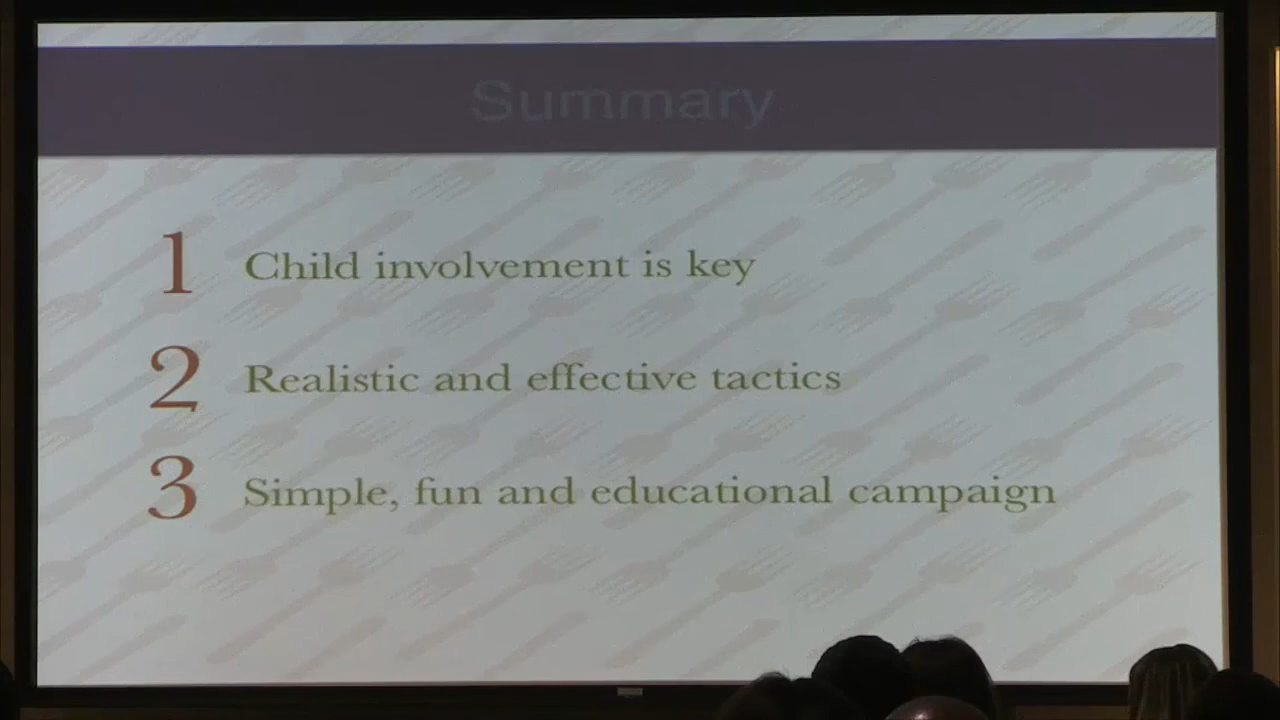 Summary
1 Child involvement is key
2 Realistic and effective tactics
3 Simple, fun and educational campaign